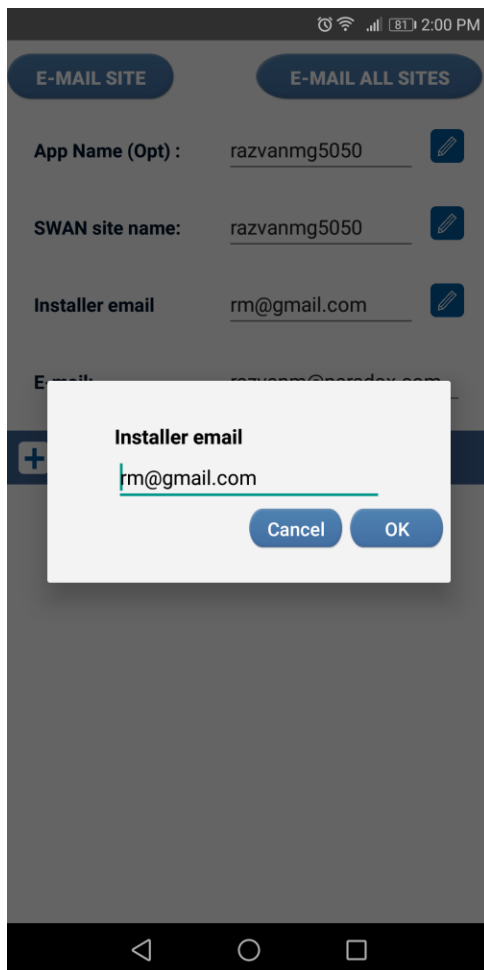 81 2:00 PM
E-MAIL SITE E-MAIL ALL SITES
App Name (Opt) : razvanmg5050
SWAN site name: razvanmg5050
Installer email rm@gmail.com
Installer email
rm@gmail.com
Cancel OK